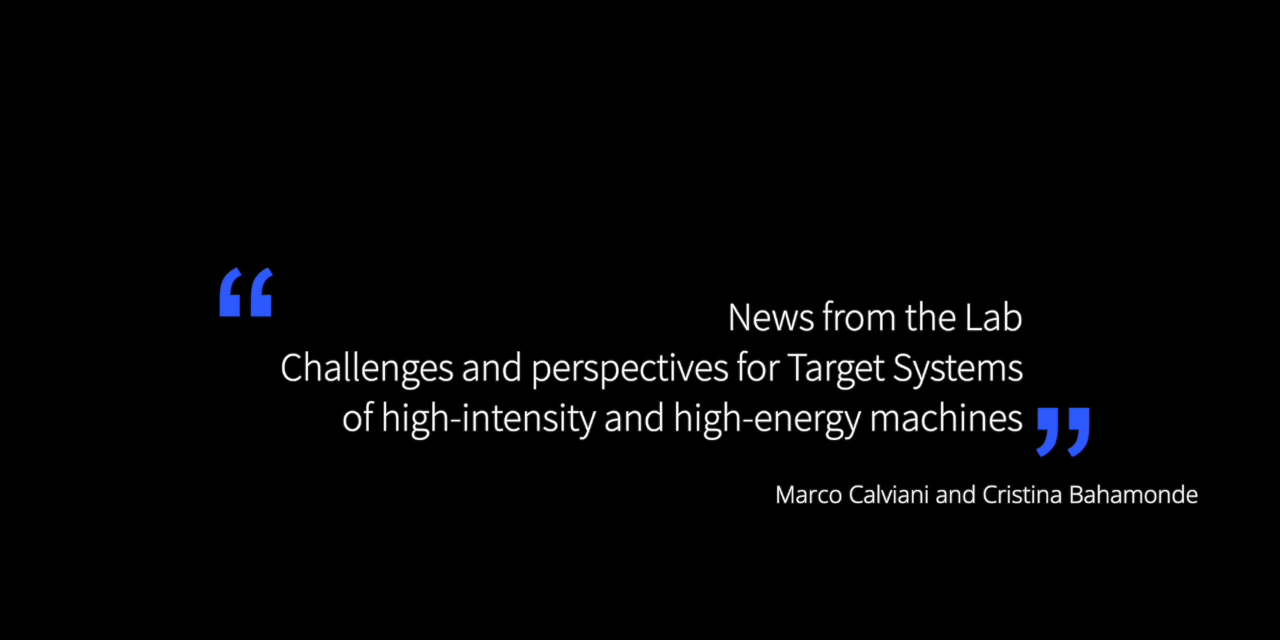 “ News from the Lab
Challenges and perspectives for Target Systems
of high-intensity and high-energy machines ”
Marco Calviani and Cristina Bahamonde